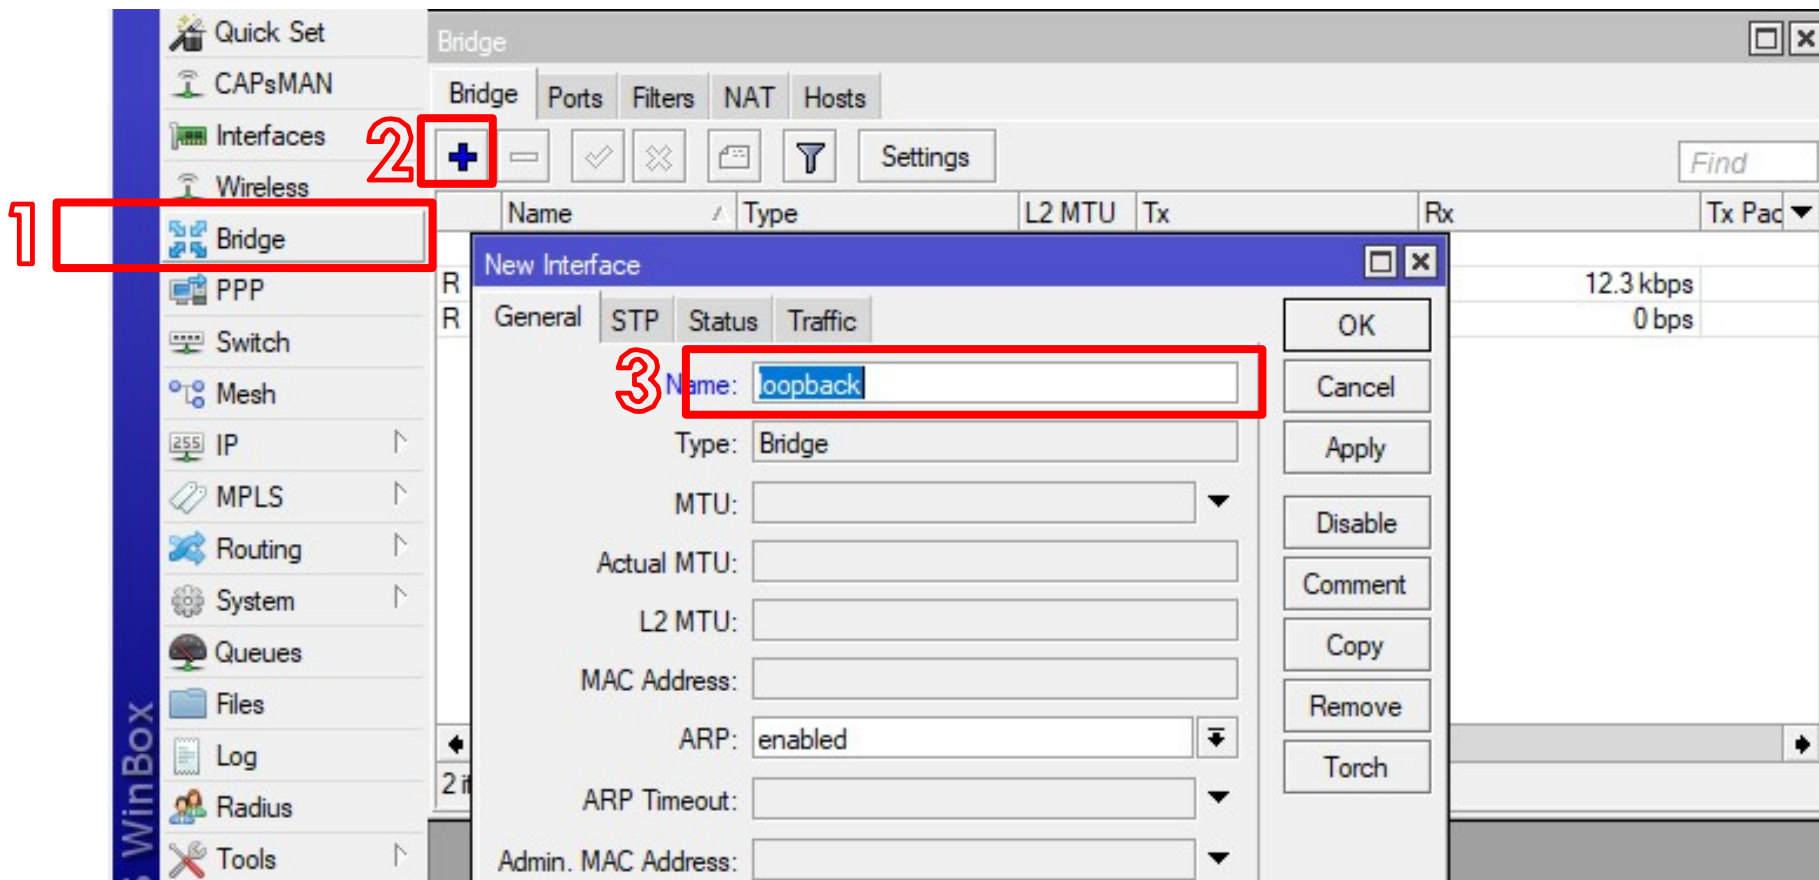 Quick Set
CAPsMAN
Interfaces
Wireless
Bridge
PPP
Switch
Mesh
255 IP
MPLS
Routing
System
Queues
Files
Log
Radius
Tools
WinBox
1
2
3
Bridge
Bridge Ports Filters NAT Hosts
Settings
Find
Name Type L2 MTU Tx Rx Tx Pac
R 12.3 kbps
R 0 bps
2 it
New Interface
General STP Status Traffic
Name: loopback
Type: Bridge
MTU:
Actual MTU:
L2 MTU:
MAC Address:
ARP: enabled
ARP Timeout:
Admin. MAC Address:
OK
Cancel
Apply
Disable
Comment
Copy
Remove
Torch